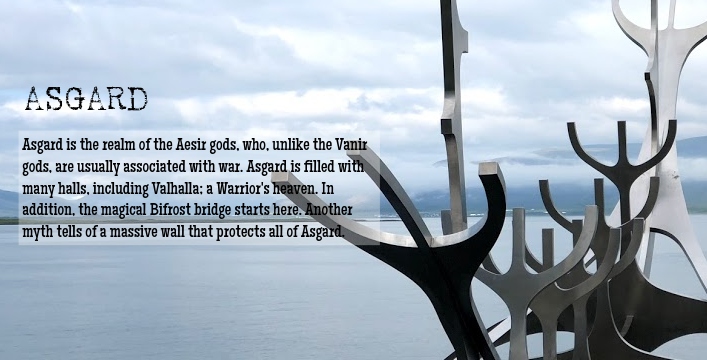 ASGARD
Asgard is the realm of the Aesir gods, who, unlike the Vanir
gods, are usually associated with war. Asgard is filled with
many halls, including Valhalla: a Warrior's heaven. In
addition, the magical Bifrost bridge starts here. Another
myth tells of a massive wall that protects all of Asgard.